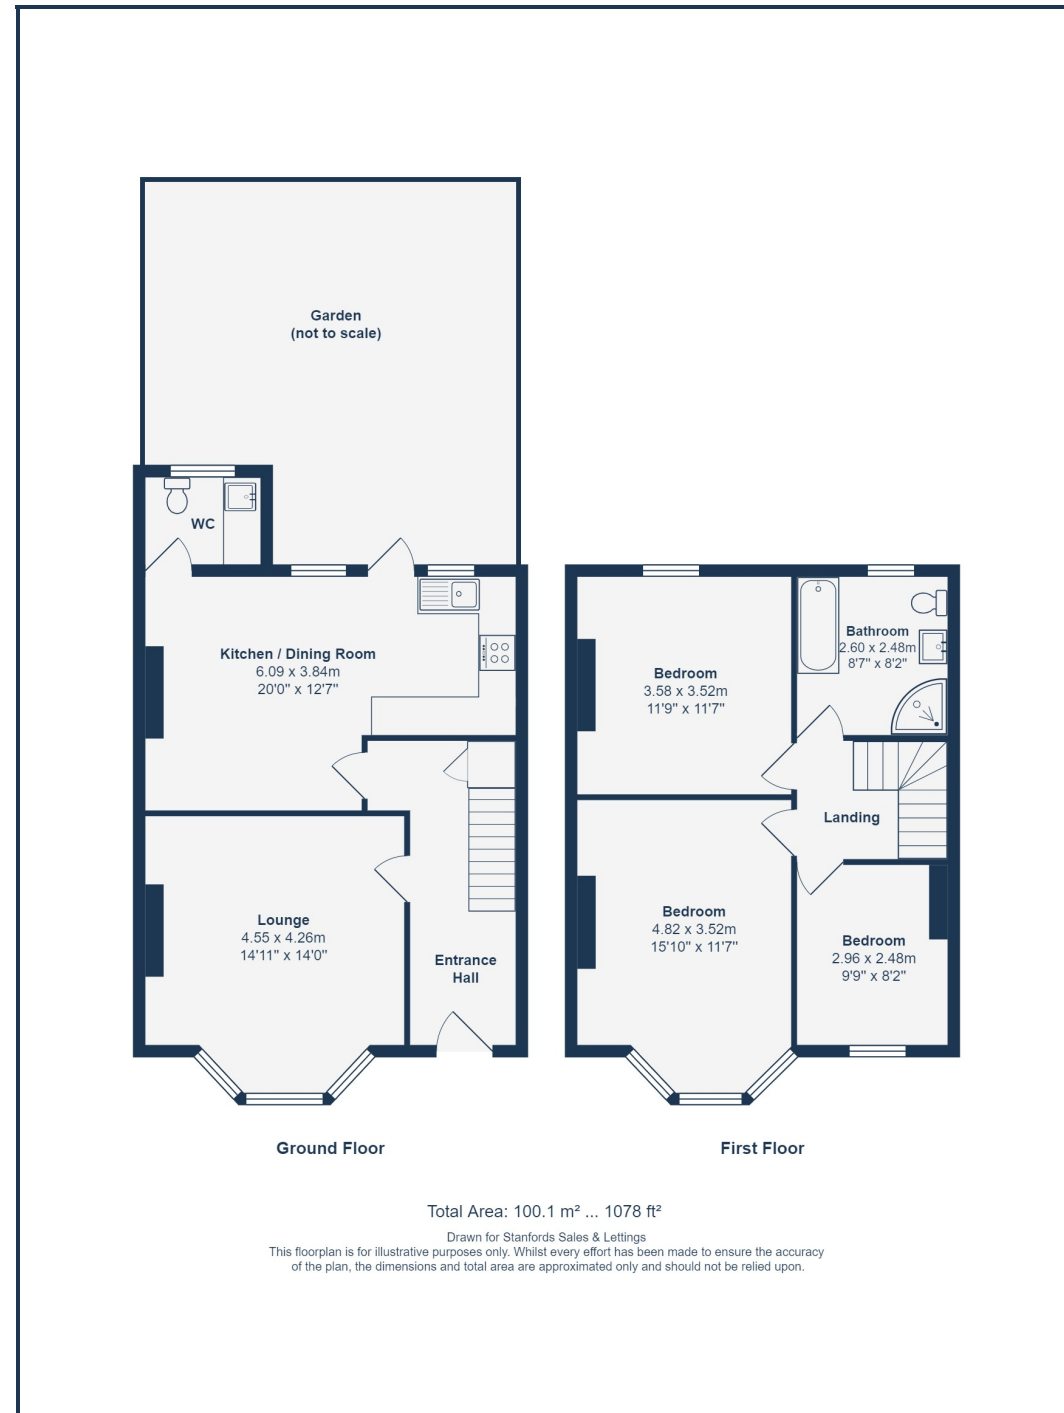 Garden
(not to scale)
WC
Kitchen / Dining Room
6.09 x 3.84m
20'0" x 12'7"
Lounge
4.55 x 4.26m
14'11" x 14'0"
Entrance
Hall
Ground Floor
Bedroom
3.58 x 3.52m
11'9" x 11'7"
Bathroom
2.60 x 2.48m
8'7" x 8'2"
Landing
Bedroom
4.82 x 3.52m
15'10" x 11'7"
Bedroom
2.96 x 2.48m
9'9" x 8'2"
First Floor
Total Area: 100.1 m² ... 1078 ft²
Drawn for Stanfords Sales & Lettings
This floorplan is for illustrative purposes only. Whilst every effort has been made to ensure the accuracy
of the plan, the dimensions and total area are approximated only and should not be relied upon.